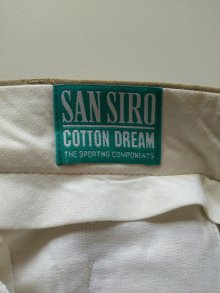 SAN SIRO
COTTON DREAM
THE SPORTING COMPONENTS